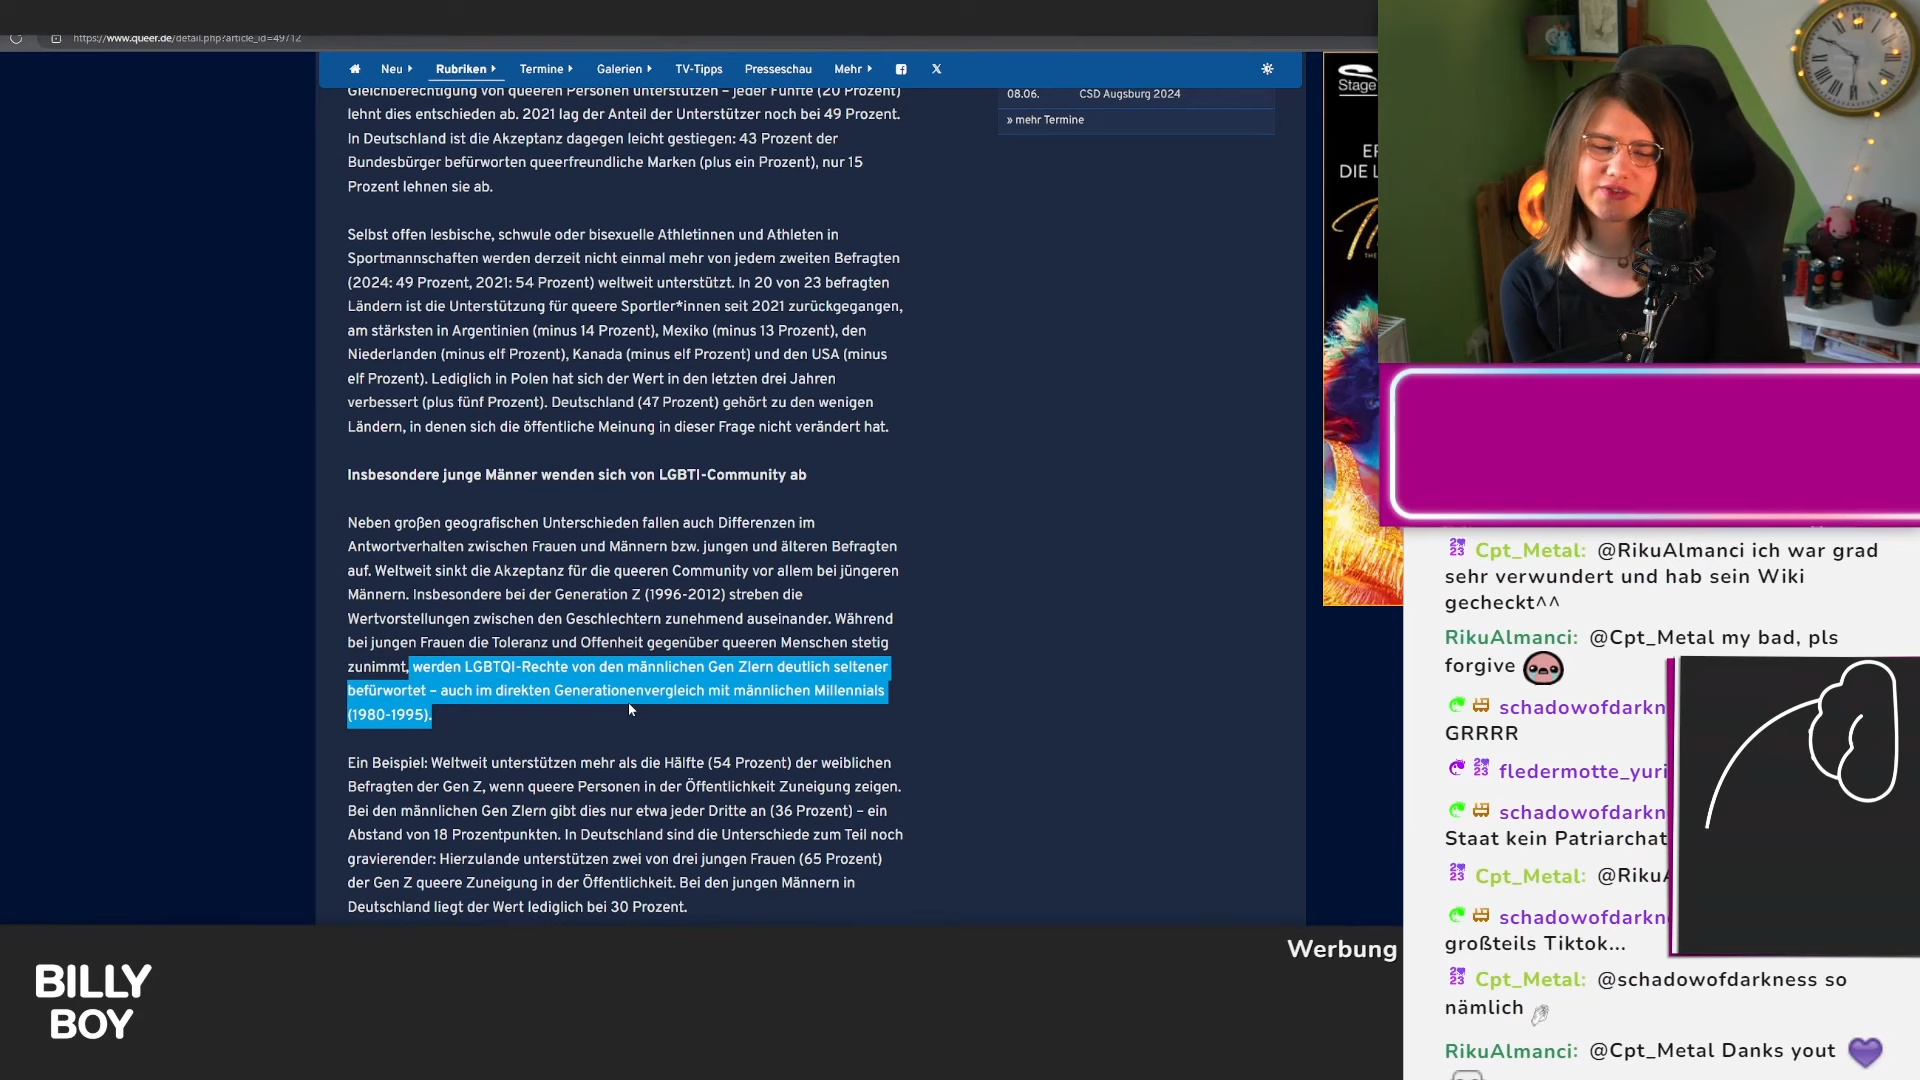 https://www.queer.de/detail.php?article_id=49712
Neu
Rubriken
Termine
Galerien
TV-Tipps
Presseschau
Mehr
Gleichberechtigung von queeren Personen unterstützen – jeder Fünfte (20 Prozent)
lehnt dies entschieden ab. 2021 lag der Anteil der Unterstützer noch bei 49 Prozent.
In Deutschland ist die Akzeptanz dagegen leicht gestiegen: 43 Prozent der
Bundesbürger befürworten queerfreundliche Marken (plus ein Prozent), nur 15
Prozent lehnen sie ab.
Selbst offen lesbische, schwule oder bisexuelle Athletinnen und Athleten in
Sportmannschaften werden derzeit nicht einmal mehr von jedem zweiten Befragten
(2024: 49 Prozent, 2021: 54 Prozent) weltweit unterstützt. In 20 von 23 befragten
Ländern ist die Unterstützung für queere Sportler*innen seit 2021 zurückgegangen,
am stärksten in Argentinien (minus 14 Prozent), Mexiko (minus 13 Prozent), den
Niederlanden (minus elf Prozent), Kanada (minus elf Prozent) und den USA (minus
elf Prozent). Lediglich in Polen hat sich der Wert in den letzten drei Jahren
verbessert (plus fünf Prozent). Deutschland (47 Prozent) gehört zu den wenigen
Ländern, in denen sich die öffentliche Meinung in dieser Frage nicht verändert hat.
Insbesondere junge Männer wenden sich von LGBTI-Community ab
Neben großen geografischen Unterschieden fallen auch Differenzen im
Antwortverhalten zwischen Frauen und Männern bzw. jungen und älteren Befragten
auf. Weltweit sinkt die Akzeptanz für die queeren Community vor allem bei jüngeren
Männern. Insbesondere bei der Generation Z (1996-2012) streben die
Wertvorstellungen zwischen den Geschlechtern zunehmend auseinander. Während
bei jungen Frauen die Toleranz und Offenheit gegenüber queeren Menschen stetig
zunimmt, werden LGBTQI-Rechte von den männlichen Gen Zlern deutlich seltener
befürwortet – auch im direkten Generationenvergleich mit männlichen Millennials
(1980-1995).
Ein Beispiel: Weltweit unterstützen mehr als die Hälfte (54 Prozent) der weiblichen
Befragten der Gen Z, wenn queere Personen in der Öffentlichkeit Zuneigung zeigen.
Bei den männlichen Gen Zlern gibt dies nur etwa jeder Dritte an (36 Prozent) – ein
Abstand von 18 Prozentpunkten. In Deutschland sind die Unterschiede zum Teil noch
gravierender: Hierzulande unterstützen zwei von drei jungen Frauen (65 Prozent)
der Gen Z queere Zuneigung in der Öffentlichkeit. Bei den jungen Männern in
Deutschland liegt der Wert lediglich bei 30 Prozent.
08.06. CSD Augsburg 2024
» mehr Termine
Stage
DIE L
Cpt_Metal: @RikuAlmanci ich war grad
sehr verwundert und hab sein Wiki
gecheckt^^
RikuAlmanci: @Cpt_Metal my bad, pls
forgive
schadowofdarkn
GRRRR
fledermotte_yuri
schadowofdarkn
Staat kein Patriarchat
Cpt_Metal: @RikuA
schadowofdarkn
großteils Tiktok...
Cpt_Metal: @schadowofdarkness so
nämlich
RikuAlmanci: @Cpt_Metal Danks yout
Werbung
BILLY
BOY